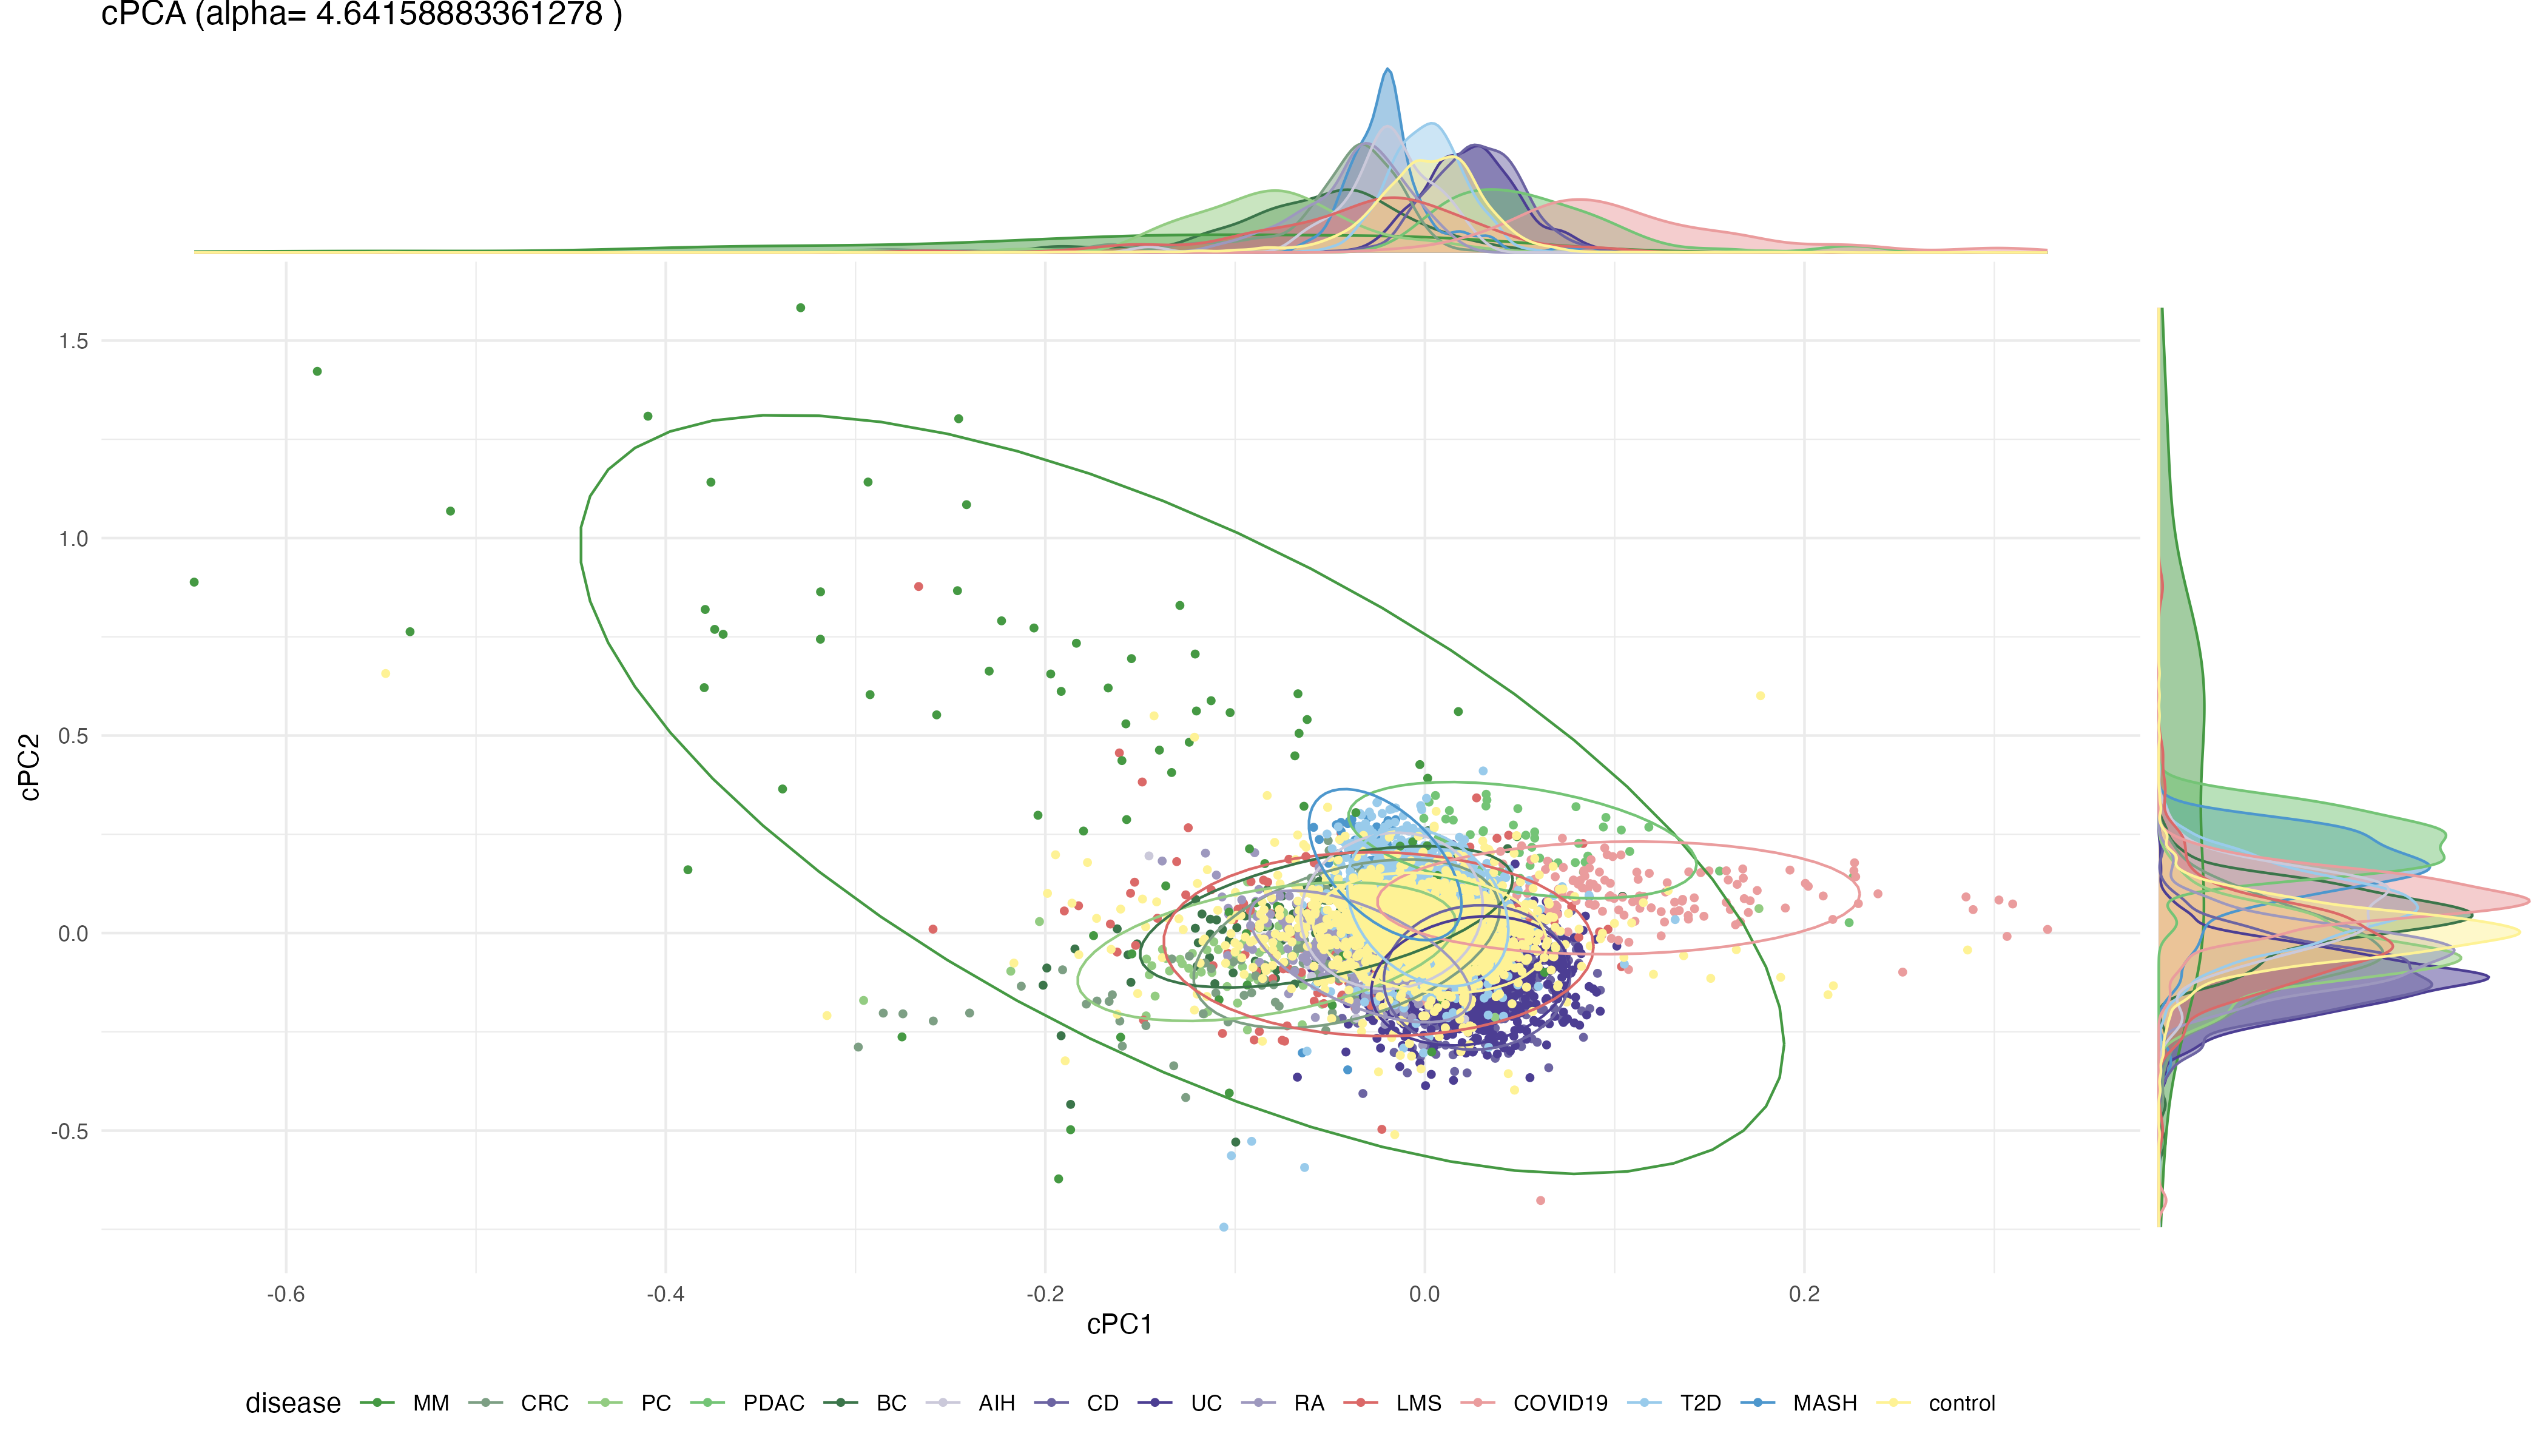 cPCA (alpha= 4.64158883361278 )
1.5
1.0
0.5
0.0
-0.5
cPC2
-0.6 -0.4 -0.2 0.0 0.2
cPC1
disease MM CRC PC PDAC BC AIH CD UC RA LMS COVID19 T2D MASH control